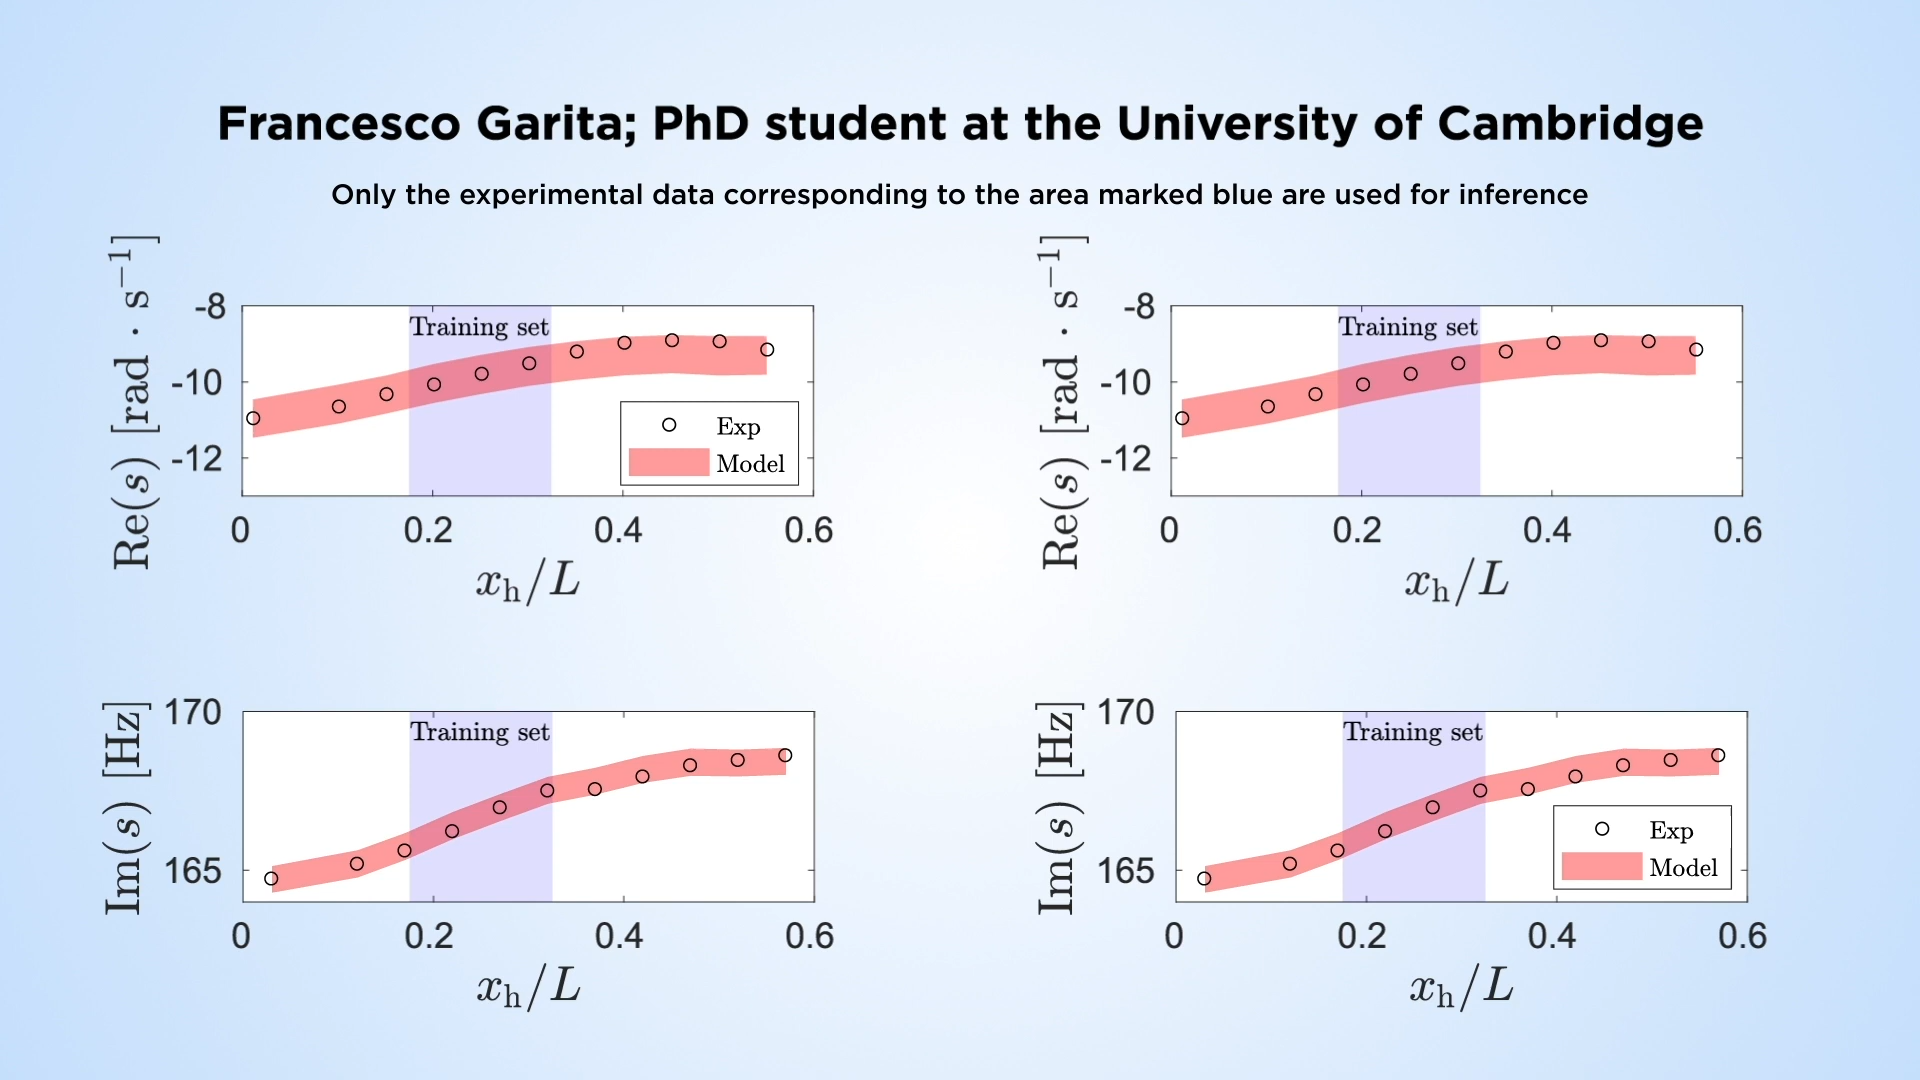 Francesco Garita; PhD student at the University of Cambridge
Only the experimental data corresponding to the area marked blue are used for inference
Re(s) [rad · s⁻¹]
-8
-10
-12
Training set
Exp
Model
0 0.2 0.4 0.6
xₕ/L
Re(s) [rad · s⁻¹]
-8
-10
-12
Training set
0 0.2 0.4 0.6
xₕ/L
Im(s) [Hz]
170
165
Training set
0 0.2 0.4 0.6
xₕ/L
Im(s) [Hz]
170
165
Training set
Exp
Model
0 0.2 0.4 0.6
xₕ/L